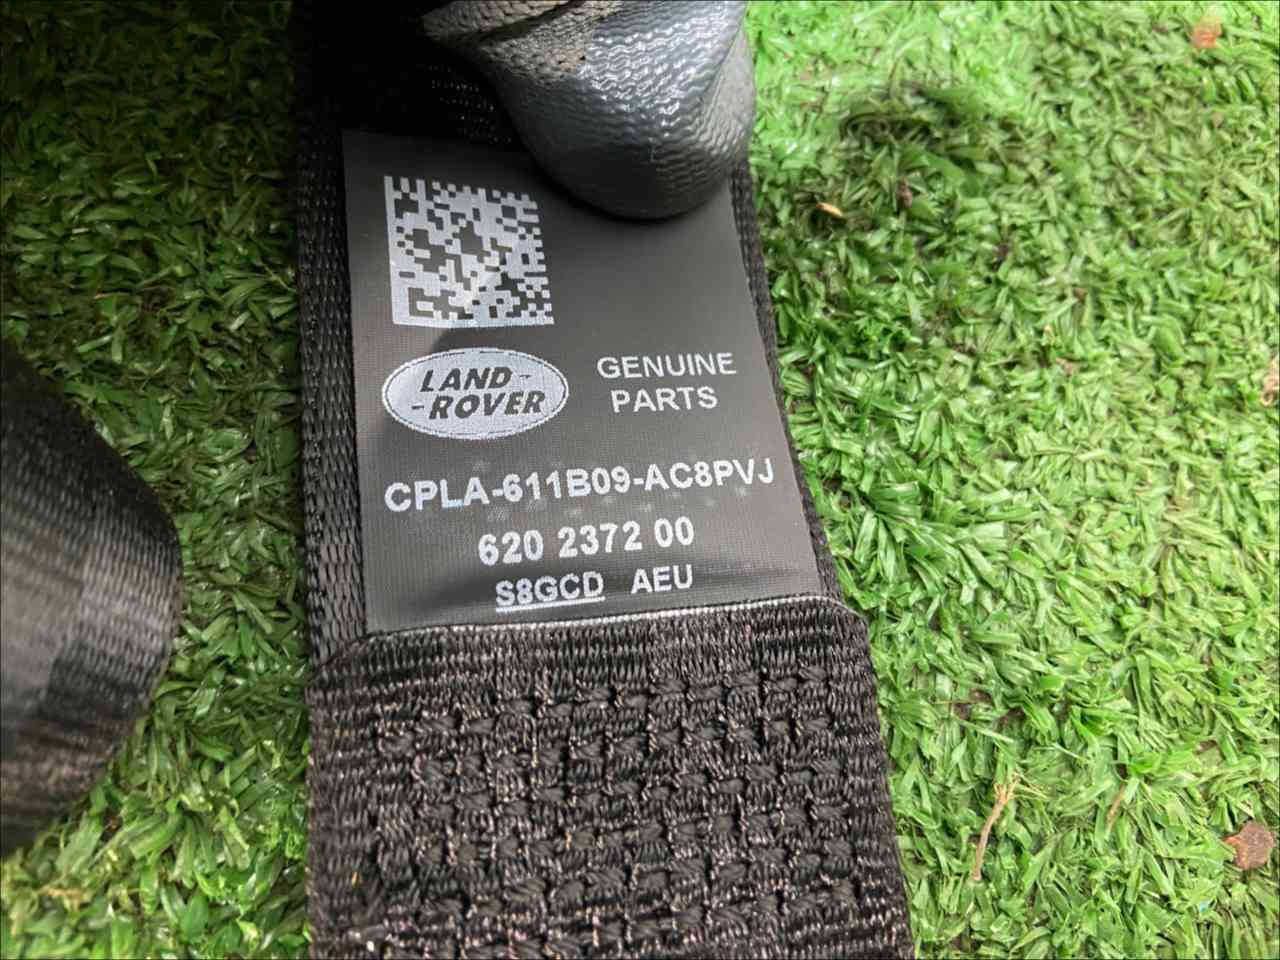 LAND-
-ROVER
GENUINE
PARTS
CPLA-611B09-AC8PVJ
620 2372 00
S8GCD AEU